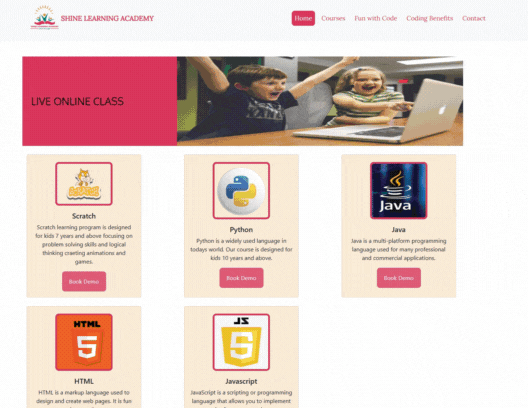 SHINE LEARNING ACADEMY
Home Courses Fun with Code Coding Benefits Contact
LIVE ONLINE CLASS
Scratch
Scratch learning program is designed
for kids 7 years and above focusing on
problem solving skills and logical
thinking creating animations and
games.
Book Demo
Python
Python is a widely used language in
todays world. Our course is designed for
kids 10 years and above.
Book Demo
Java
Java
Java is a multi-platform programming
language used for many professional
and commercial applications.
Book Demo
HTML
5
HTML
HTML is a markup language used to
design and create web pages. It is fun
JS
5
Javascript
JavaScript is a scripting or programming
language that allows you to implement